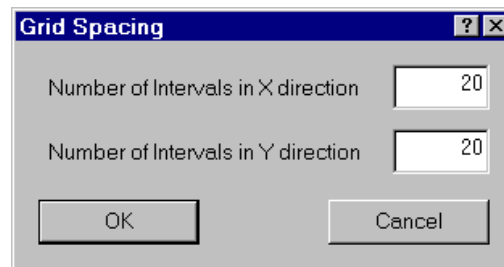 Grid Spacing ? ×
Number of Intervals in X direction 20
Number of Intervals in Y direction 20
OK Cancel